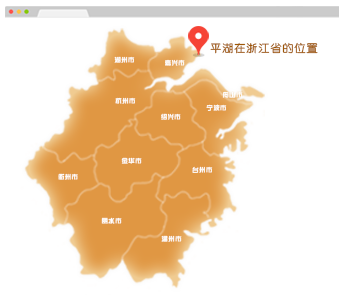 平湖在浙江省的位置
湖州市
嘉兴市
杭州市
舟山市
绍兴市
宁波市
金华市
衢州市
台州市
丽水市
温州市